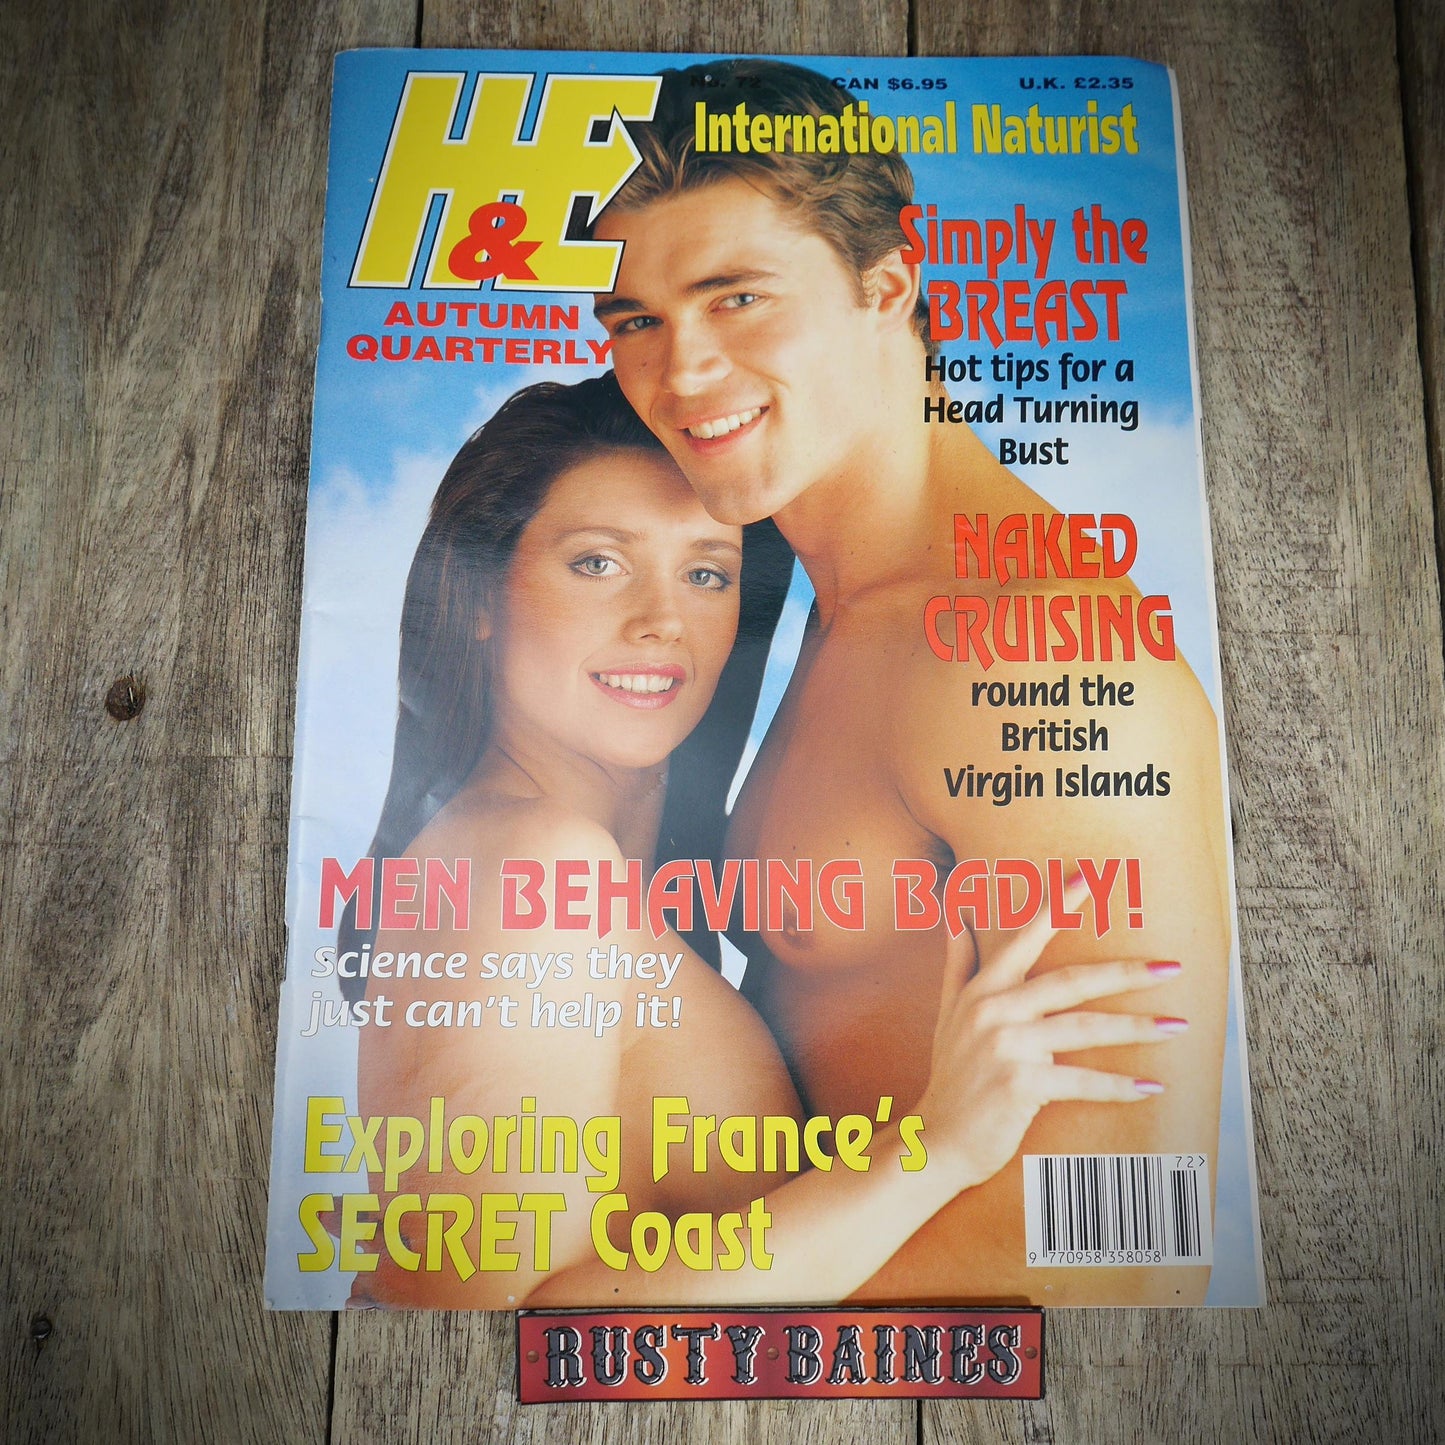 No. 72 CAN $6.95 U.K. £2.35
H&E
International Naturist
AUTUMN
QUARTERLY
Simply the
BREAST
Hot tips for a
Head Turning
Bust
NAKED
CRUISING
round the
British
Virgin Islands
MEN BEHAVING BADLY!
Science says they
just can't help it!
Exploring France's
SECRET Coast
72>
9 770958 358058
RUSTY BAINES